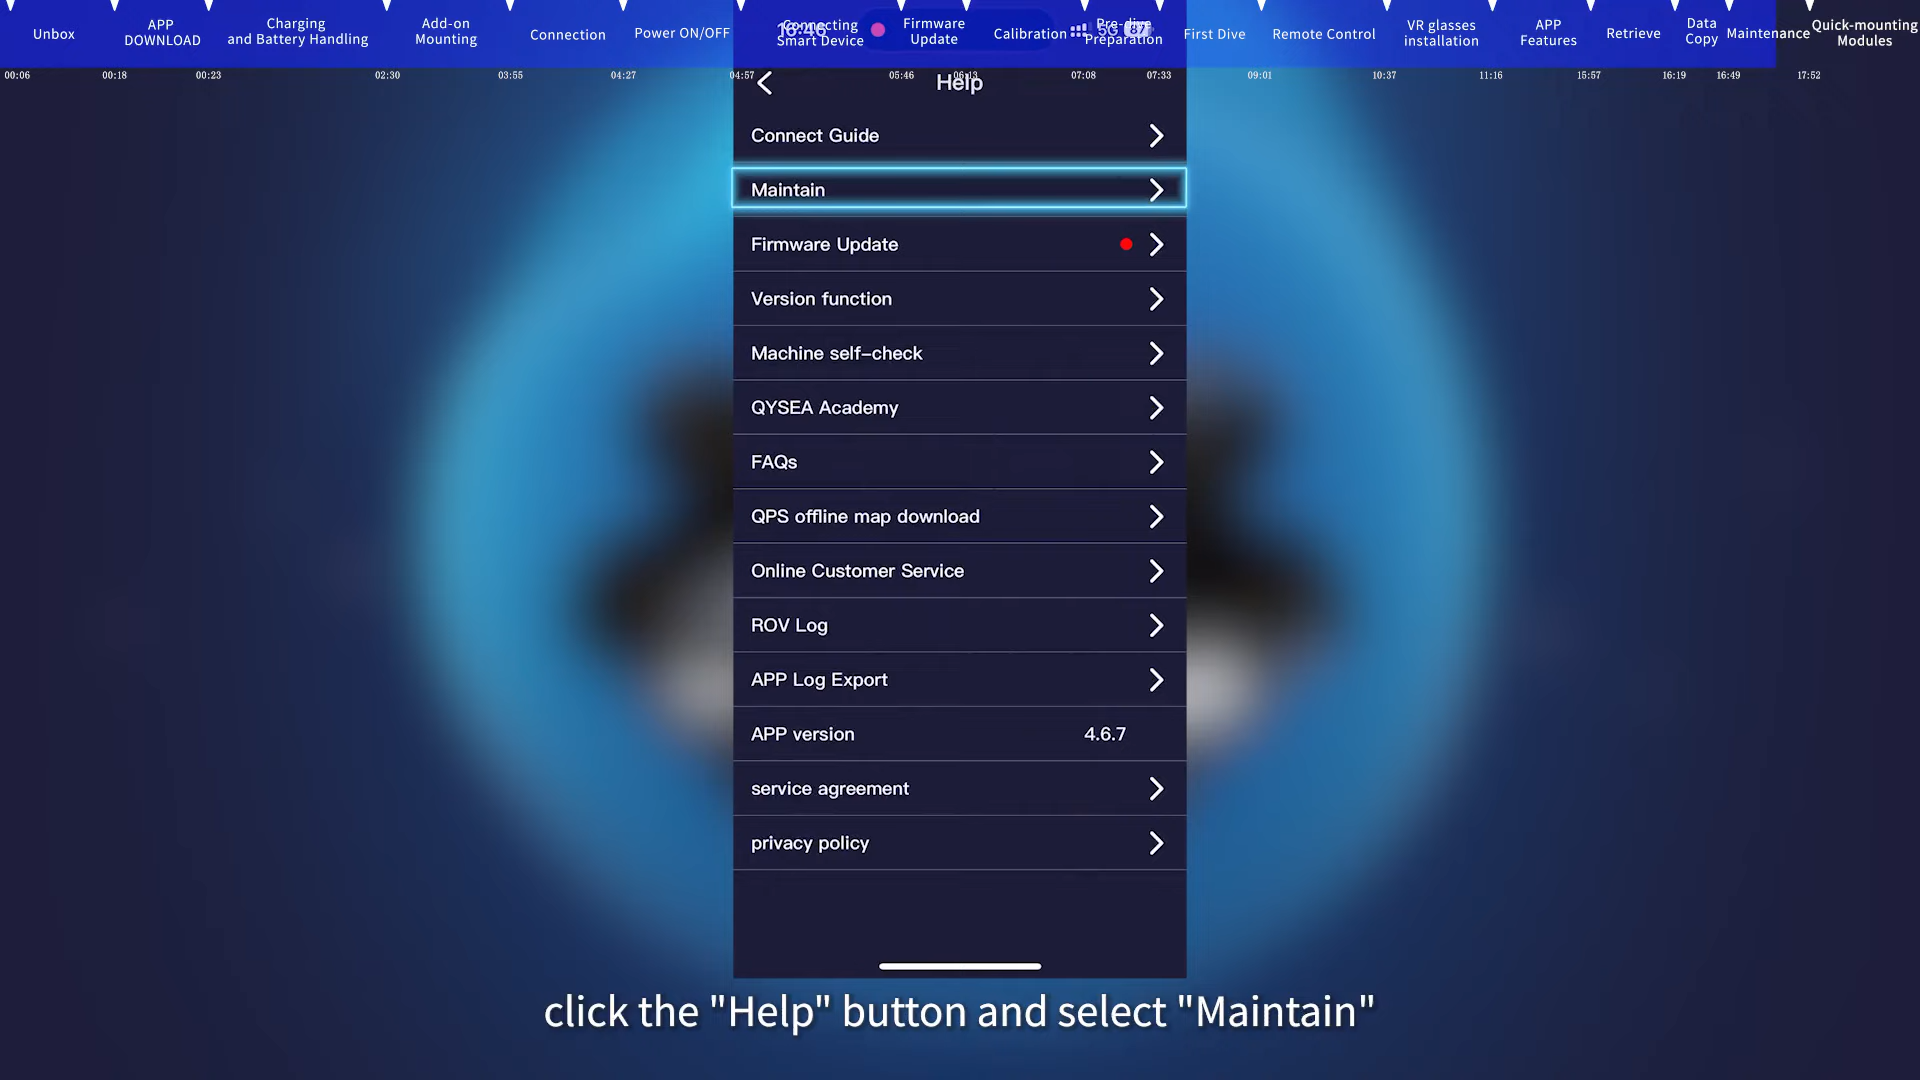 Unbox
APP
DOWNLOAD
Charging
and Battery Handling
Add-on
Mounting
Connection
Power ON/OFF
Connecting
Smart Device
16:46
Firmware
Update
Calibration
5G 87
Pre-dive
Preparation
First Dive
Remote Control
VR glasses
installation
APP
Features
Retrieve
Data
Copy
Maintenance
Quick-mounting
Modules
00:06 00:18 00:23 02:30 03:55 04:27 04:57 05:46 06:13 07:08 07:33 09:01 10:37 11:16 15:57 16:19 16:49 17:52
Help
Connect Guide
Maintain
Firmware Update
Version function
Machine self-check
QYSEA Academy
FAQs
QPS offline map download
Online Customer Service
ROV Log
APP Log Export
APP version 4.6.7
service agreement
privacy policy
click the "Help" button and select "Maintain"